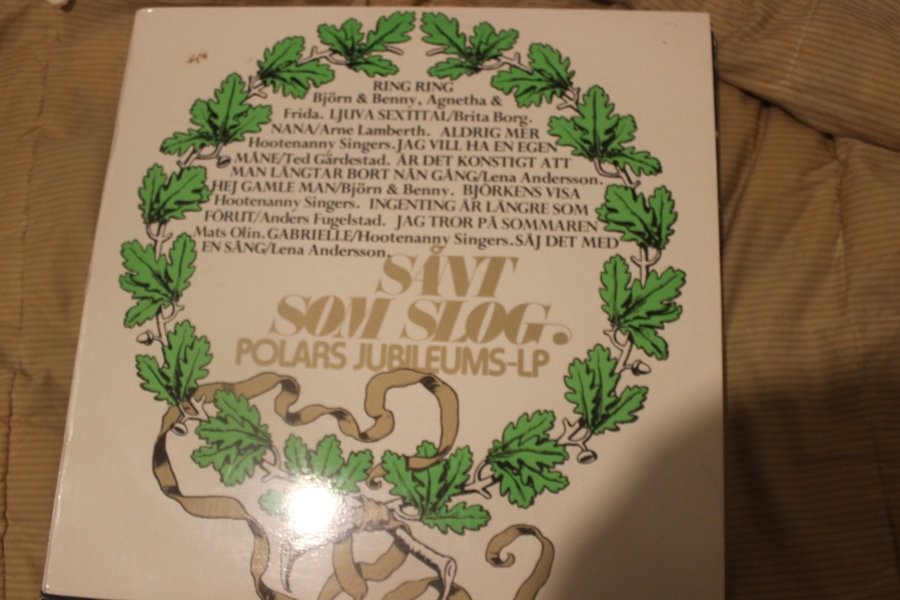 RING RING
Björn & Benny, Agnetha &
Frida. LJUVA SEXTITAL/Brita Borg.
NANA/Arne Lamberth. ALDRIG MER
Hootenanny Singers. JAG VILL HA EN EGEN
MÅNE/Ted Gärdestad. ÄR DET KONSTIGT ATT
MAN LÄNGTAR BORT NÅN GÅNG/Lena Andersson.
HEJ GAMLE MAN/Björn & Benny. BJÖRKENS VISA
Hootenanny Singers. INGENTING ÄR LÄNGRE SOM
FÖRUT/Anders Fugelstad. JAG TROR PÅ SOMMAREN
Mats Olin. GABRIELLE/Hootenanny Singers. SÄJ DET MED
EN SÅNG/Lena Andersson.
SÅNT
SOM SLOG.
POLARS JUBILEUMS-LP